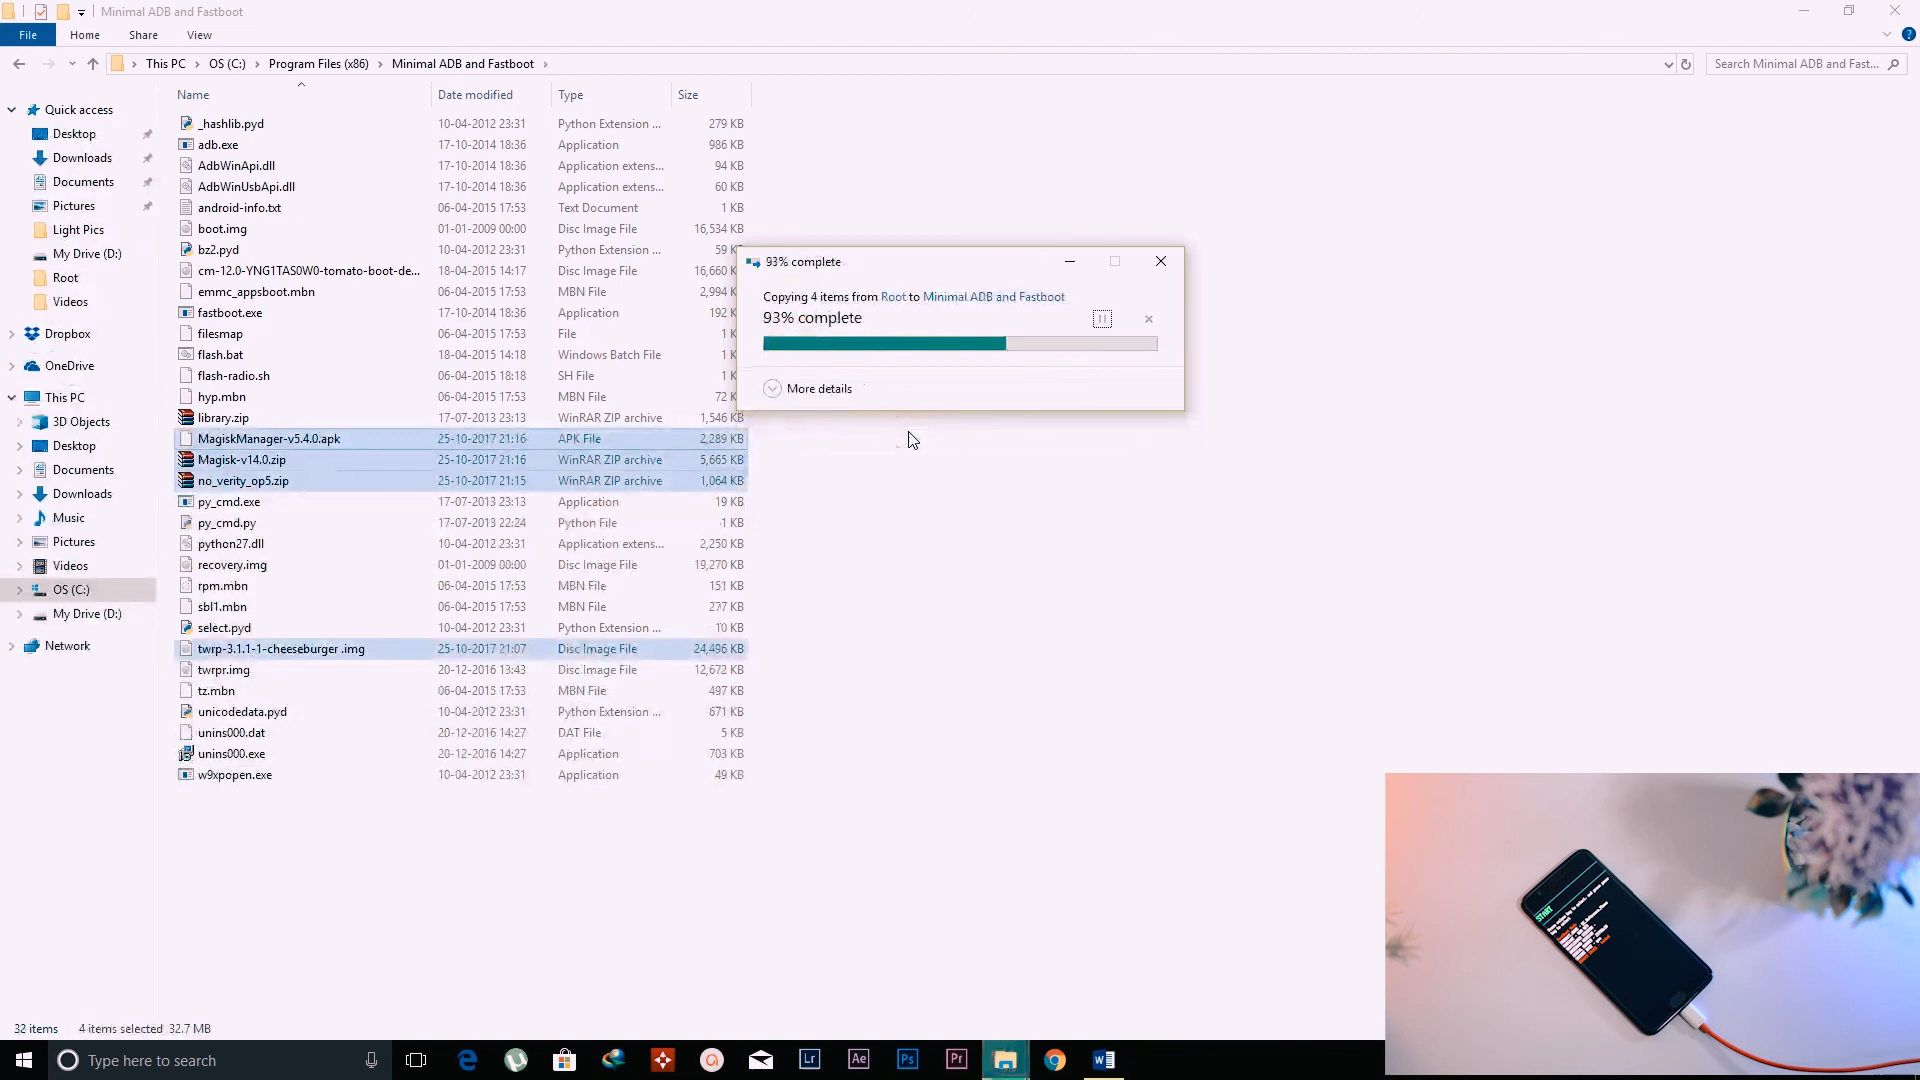 Minimal ADB and Fastboot
File Home Share View
This PC OS (C:) Program Files (x86) Minimal ADB and Fastboot
Search Minimal ADB and Fast...
Name Date modified Type Size
Quick access
Desktop
Downloads
Documents
Pictures
Light Pics
My Drive (D:)
Root
Videos
Dropbox
OneDrive
This PC
3D Objects
Desktop
Documents
Downloads
Music
Pictures
Videos
OS (C:)
My Drive (D:)
Network
_hashlib.pyd 10-04-2012 23:31 Python Extension ... 279 KB
adb.exe 17-10-2014 18:36 Application 986 KB
AdbWinApi.dll 17-10-2014 18:36 Application extens... 94 KB
AdbWinUsbApi.dll 17-10-2014 18:36 Application extens... 60 KB
android-info.txt 06-04-2015 17:53 Text Document 1 KB
boot.img 01-01-2009 00:00 Disc Image File 16,534 KB
bz2.pyd 10-04-2012 23:31 Python Extension ... 59 K
cm-12.0-YNG1TAS0W0-tomato-boot-de... 18-04-2015 14:17 Disc Image File 16,660
emmc_appsboot.mbn 06-04-2015 17:53 MBN File 2,994
fastboot.exe 17-10-2014 18:36 Application 192
filesmap 06-04-2015 17:53 File 1
flash.bat 18-04-2015 14:18 Windows Batch File 1
flash-radio.sh 06-04-2015 18:18 SH File 1
hyp.mbn 06-04-2015 17:53 MBN File 72
library.zip 17-07-2013 23:13 WinRAR ZIP archive 1,546 KB
MagiskManager-v5.4.0.apk 25-10-2017 21:16 APK File 2,289 KB
Magisk-v14.0.zip 25-10-2017 21:16 WinRAR ZIP archive 5,665 KB
no_verity_op5.zip 25-10-2017 21:15 WinRAR ZIP archive 1,064 KB
py_cmd.exe 17-07-2013 23:13 Application 19 KB
py_cmd.py 17-07-2013 22:24 Python File 1 KB
python27.dll 10-04-2012 23:31 Application extens... 2,250 KB
recovery.img 01-01-2009 00:00 Disc Image File 19,270 KB
rpm.mbn 06-04-2015 17:53 MBN File 151 KB
sbl1.mbn 06-04-2015 17:53 MBN File 277 KB
select.pyd 10-04-2012 23:31 Python Extension ... 10 KB
twrp-3.1.1-1-cheeseburger .img 25-10-2017 21:07 Disc Image File 24,496 KB
twrpr.img 20-12-2016 13:43 Disc Image File 12,672 KB
tz.mbn 06-04-2015 17:53 MBN File 497 KB
unicodedata.pyd 10-04-2012 23:31 Python Extension ... 671 KB
unins000.dat 20-12-2016 14:27 DAT File 5 KB
unins000.exe 20-12-2016 14:27 Application 703 KB
w9xpopen.exe 10-04-2012 23:31 Application 49 KB
93% complete
Copying 4 items from Root to Minimal ADB and Fastboot
93% complete
More details
START
32 items 4 items selected 32.7 MB
Type here to search
Lr Ae Ps Pr